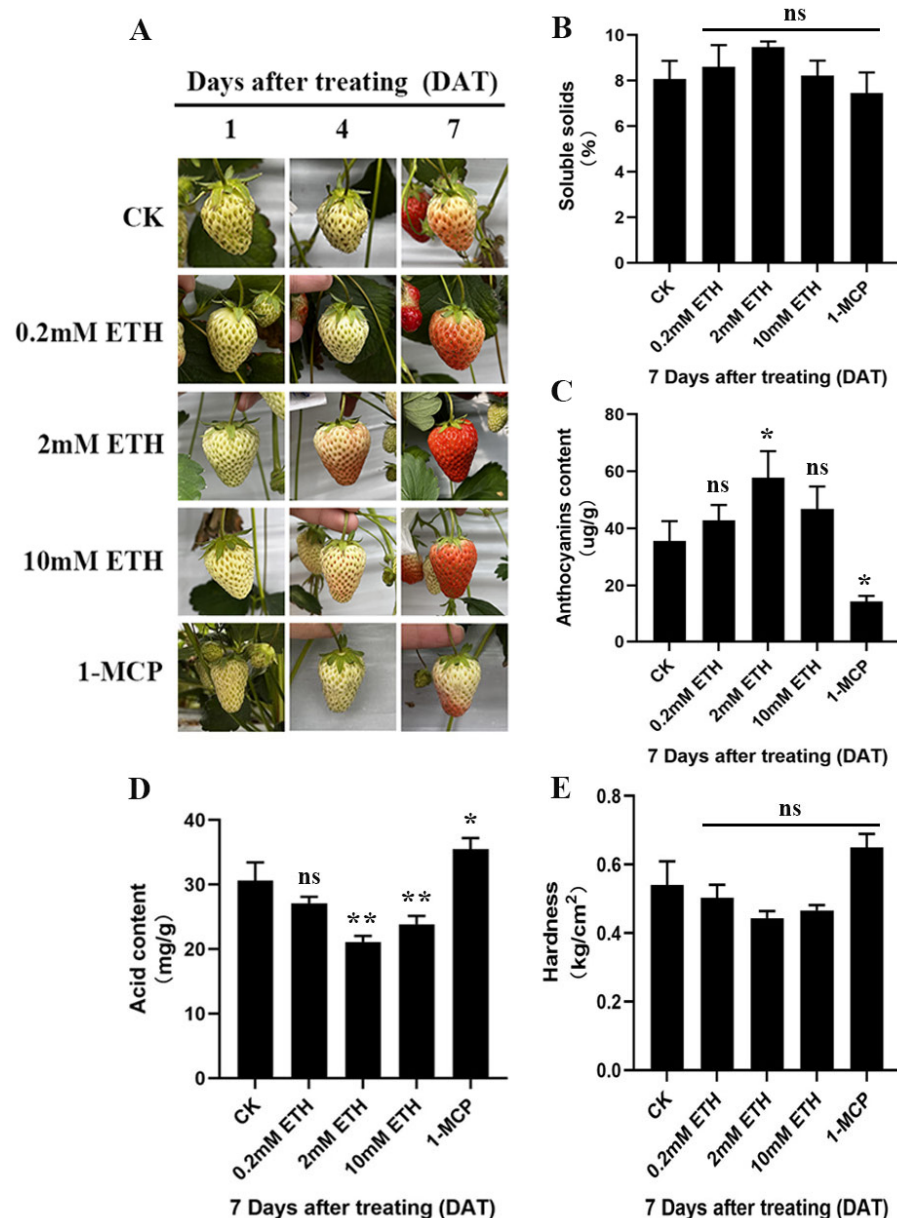 A
Days after treating (DAT)
1 4 7
CK
0.2mM ETH
2mM ETH
10mM ETH
1-MCP
B
ns
Soluble solids
(%)
10
8
6
4
2
0
CK
0.2mM ETH
2mM ETH
10mM ETH
1-MCP
7 Days after treating (DAT)
C
Anthocyanins content
(ug/g)
80
60
40
20
0
ns
*
ns
*
CK
0.2mM ETH
2mM ETH
10mM ETH
1-MCP
7 Days after treating (DAT)
D
Acid content
(mg/g)
40
30
20
10
0
ns
**
**
*
CK
0.2mM ETH
2mM ETH
10mM ETH
1-MCP
7 Days after treating (DAT)
E
ns
Hardness
(kg/cm²)
0.8
0.6
0.4
0.2
0.0
CK
0.2mM ETH
2mM ETH
10mM ETH
1-MCP
7 Days after treating (DAT)